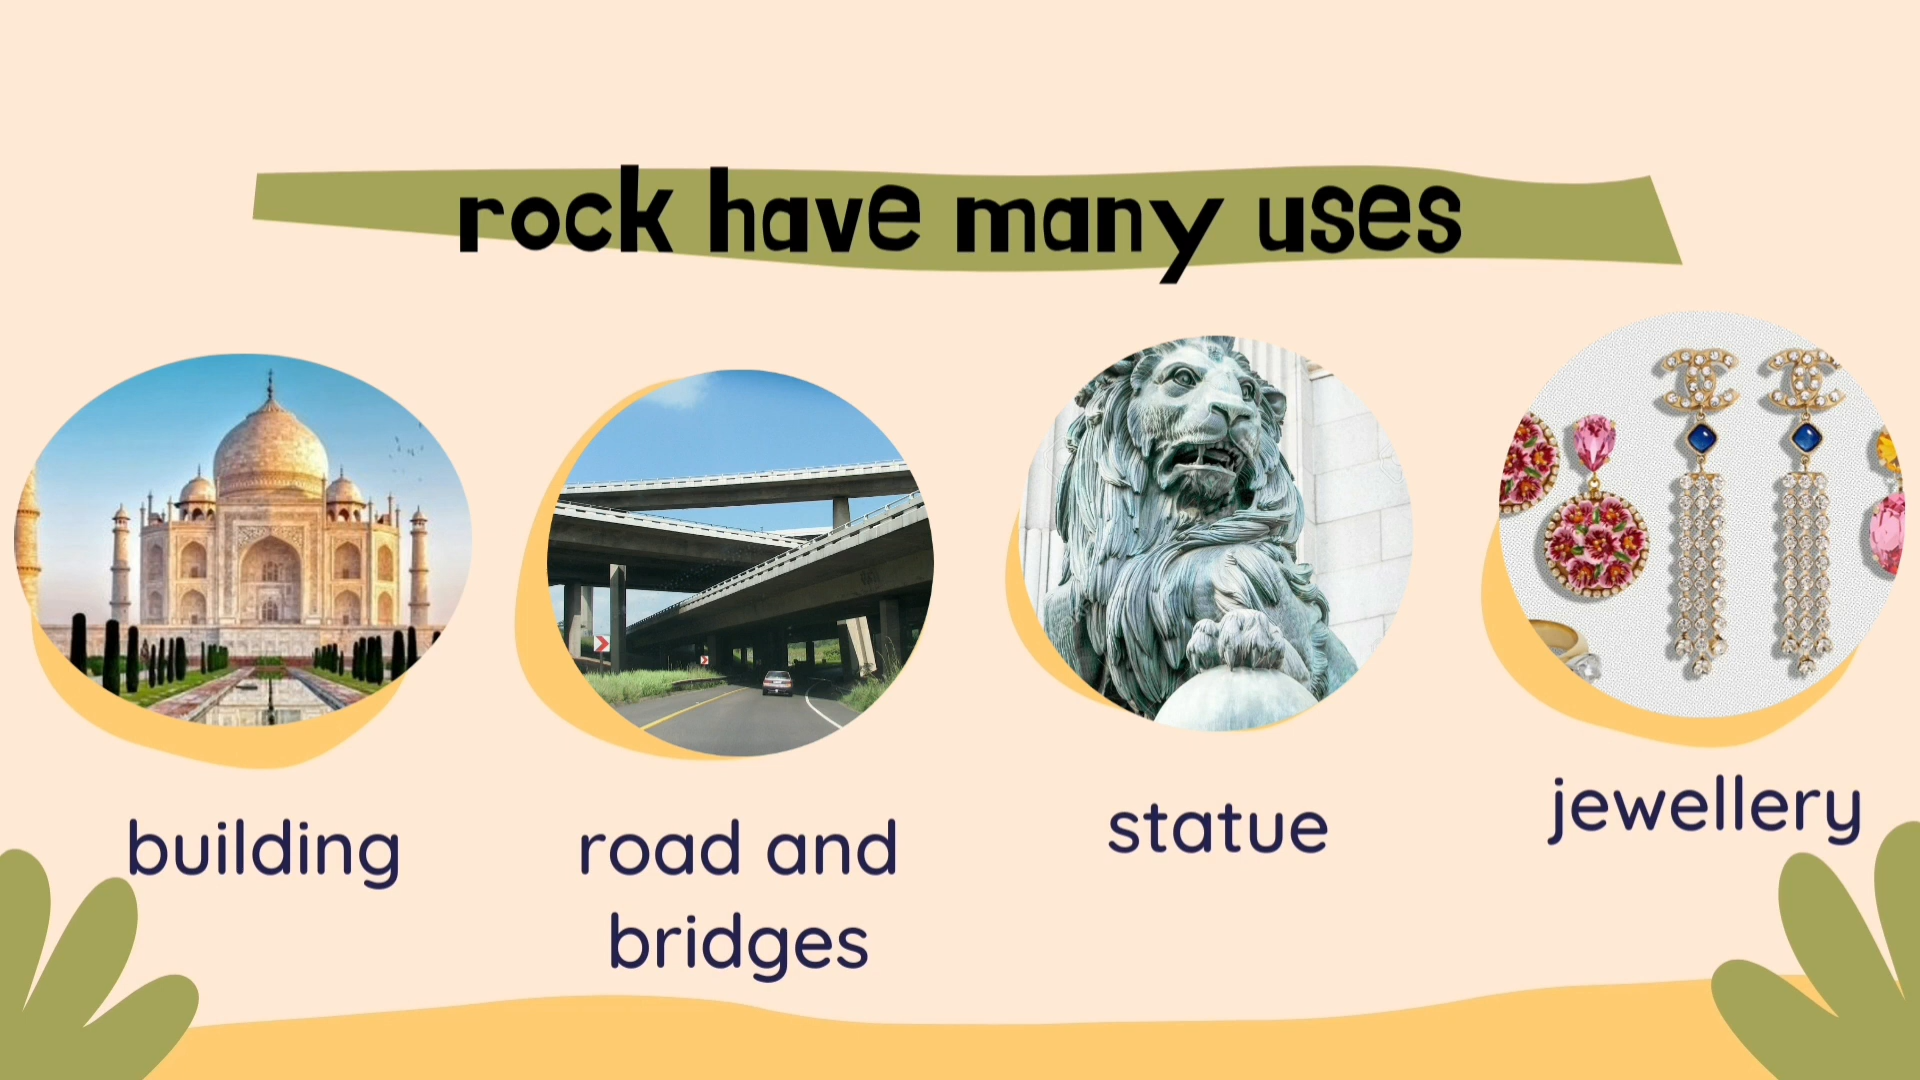 rock have many uses
building
road and
bridges
statue
jewellery